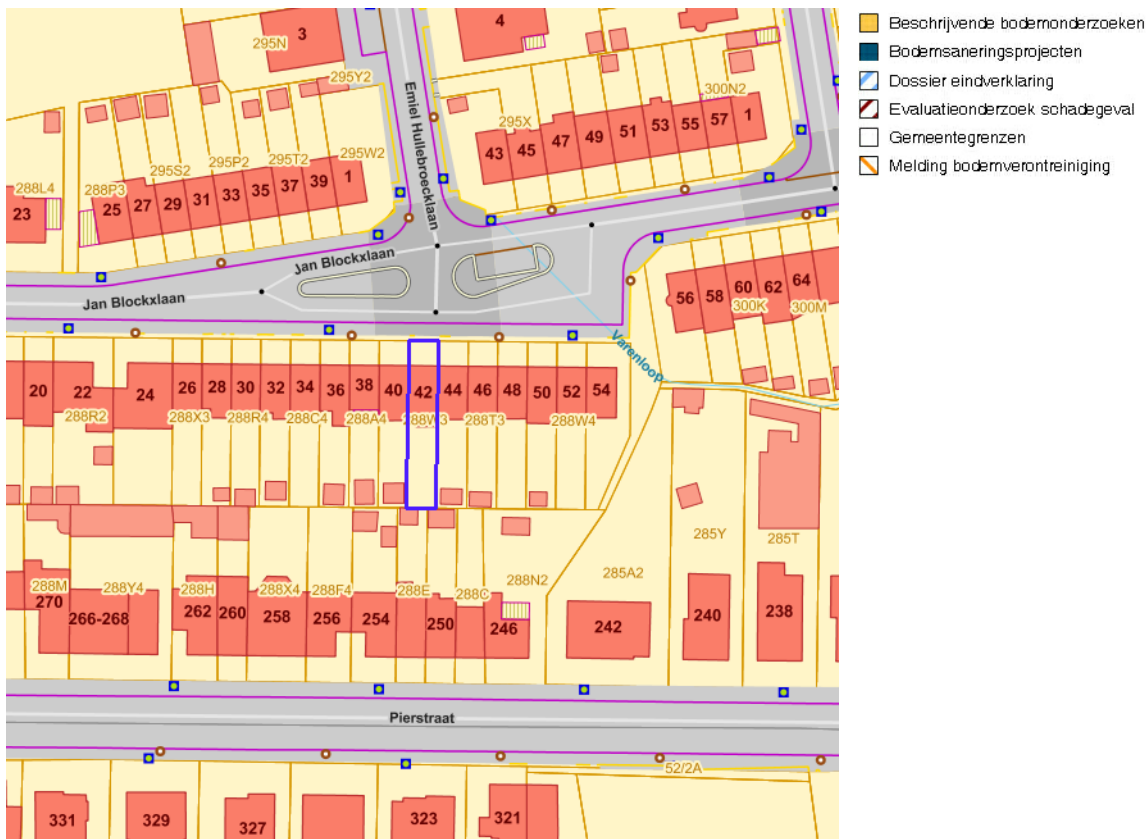 Beschrijvende bodemonderzoeken
Bodemsaneringsprojecten
Dossier eindverklaring
Evaluatieonderzoek schadegeval
Gemeentegrenzen
Melding bodemverontreiniging
3
4
295N
295Y2
300N2
Emiel Hullebroecklaan
295X
43 45 47 49 51 53 55 57 1
295S2 295P2 295T2 295W2
288L4 288P3
23 25 27 29 31 33 35 37 39 1
Jan Blockxlaan
Jan Blockxlaan
56 58 60 62 64
300K 300M
Varenloop
20 22 24 26 28 30 32 34 36 38 40 42 44 46 48 50 52 54
288R2 288X3 288R4 288C4 288A4 288W3 288T3 288W4
285Y 285T
288M 288Y4 288H 288X4 288F4 288E 288C 288N2 285A2
270 266-268 262 260 258 256 254 250 246 242 240 238
Pierstraat
52/2A
331 329 327 323 321